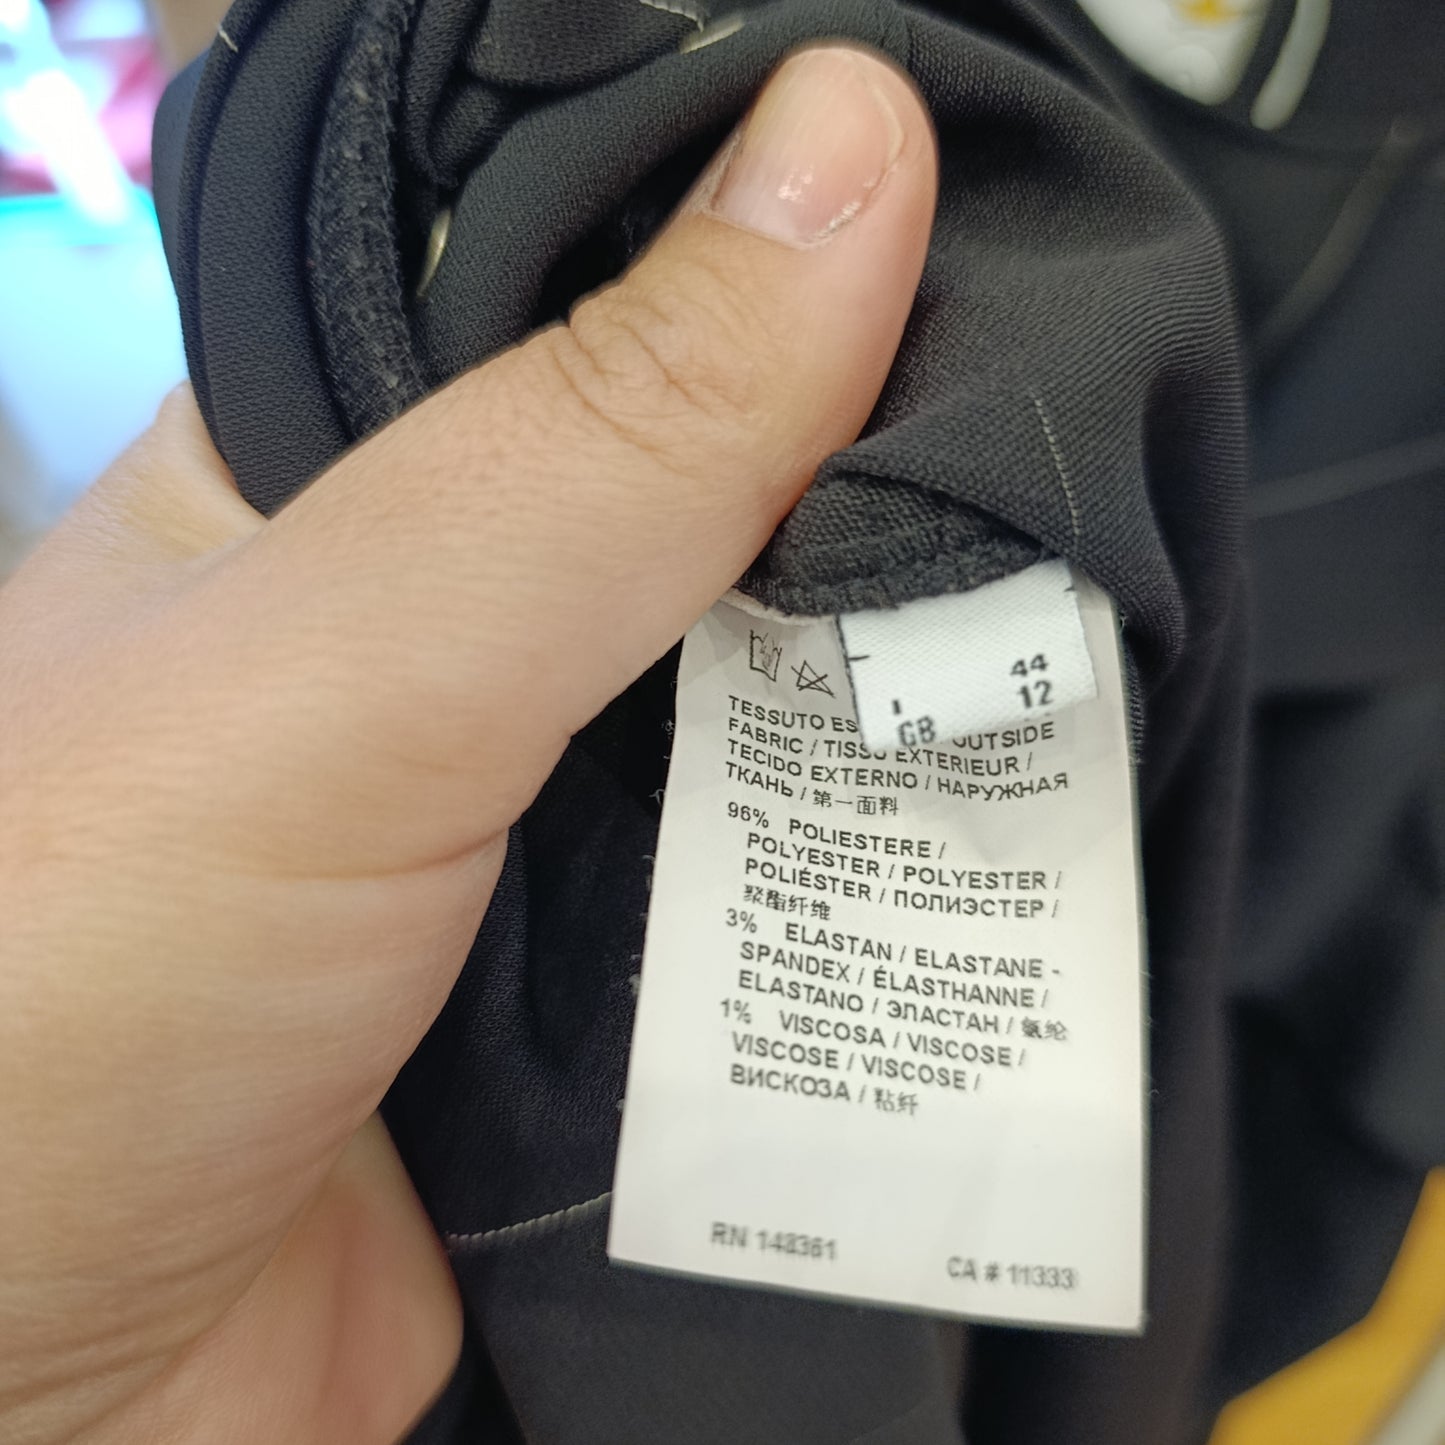 I 44
GB 12
TESSUTO ES
OUTSIDE
FABRIC / TISSU EXTERIEUR /
TECIDO EXTERNO / НАРУЖНАЯ
ТКАНЬ / 第一面料
96% POLIESTERE /
POLYESTER / POLYESTER /
POLIÉSTER / ПОЛИЭСТЕР /
聚酯纤维
3% ELASTAN / ELASTANE -
SPANDEX / ÉLASTHANNE /
ELASTANO / ЭЛАСТАН / 氨纶
1% VISCOSA / VISCOSE /
VISCOSE / VISCOSE /
ВИСКОЗА / 粘纤
RN 148361
CA # 11333